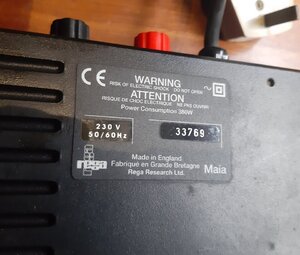 CE WARNING
RISK OF ELECTRIC SHOCK DO NOT OPEN
ATTENTION
RISQUE DE CHOC ELECTRIQUE NE PAS OUVRIR
Power Consumption 380W
230 V
50/60Hz
33769
Made in England
Fabriqué en Grande Bretagne
rega
Rega Research Ltd.
Maia